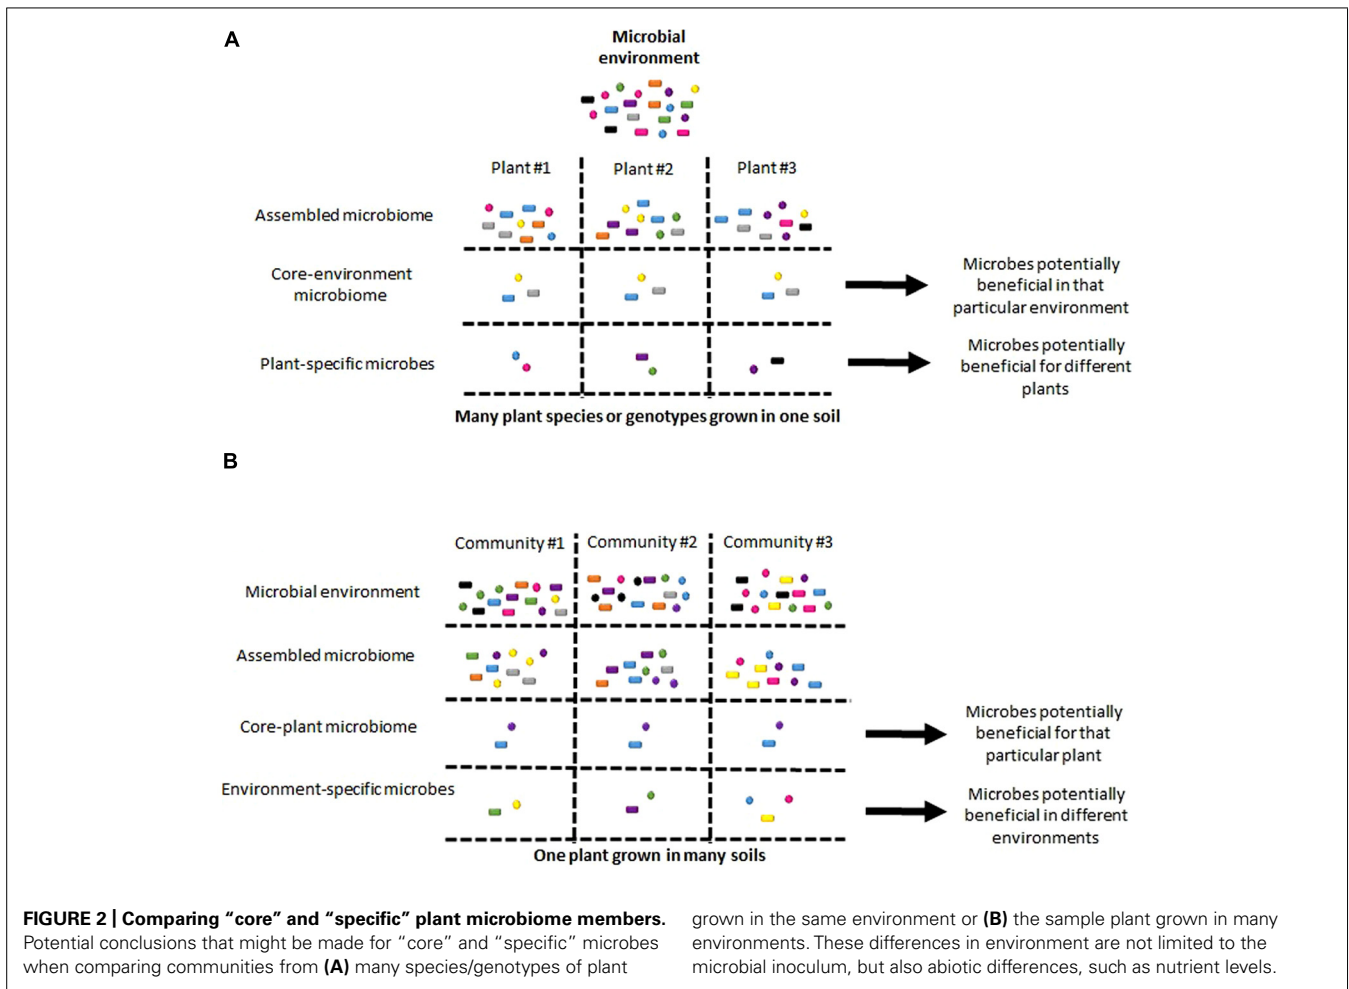 A
Microbial
environment
Plant #1
Plant #2
Plant #3
Assembled microbiome
Core-environment
microbiome
Microbes potentially
beneficial in that
particular environment
Plant-specific microbes
Microbes potentially
beneficial for different
plants
Many plant species or genotypes grown in one soil
B
Community #1
Community #2
Community #3
Microbial environment
Assembled microbiome
Core-plant microbiome
Microbes potentially
beneficial for that
particular plant
Environment-specific microbes
Microbes potentially
beneficial in different
environments
One plant grown in many soils
FIGURE 2 | Comparing “core” and “specific” plant microbiome members.
Potential conclusions that might be made for “core” and “specific” microbes
when comparing communities from (A) many species/genotypes of plant
grown in the same environment or (B) the sample plant grown in many
environments. These differences in environment are not limited to the
microbial inoculum, but also abiotic differences, such as nutrient levels.